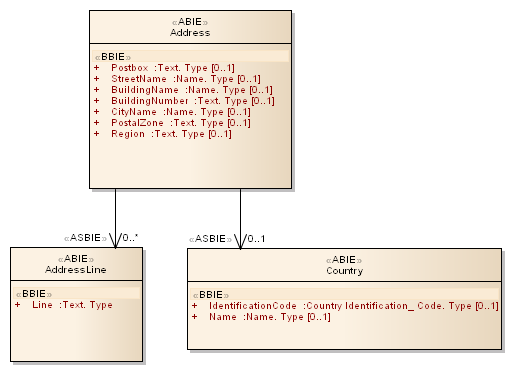 «ABIE»
Address
«BBIE»
+ Postbox :Text. Type [0..1]
+ StreetName :Name. Type [0..1]
+ BuildingName :Name. Type [0..1]
+ BuildingNumber :Text. Type [0..1]
+ CityName :Name. Type [0..1]
+ PostalZone :Text. Type [0..1]
+ Region :Text. Type [0..1]
«ASBIE» 0..*
«ASBIE» 0..1
«ABIE»
AddressLine
«BBIE»
+ Line :Text. Type
«ABIE»
Country
«BBIE»
+ IdentificationCode :Country Identification_ Code. Type [0..1]
+ Name :Name. Type [0..1]